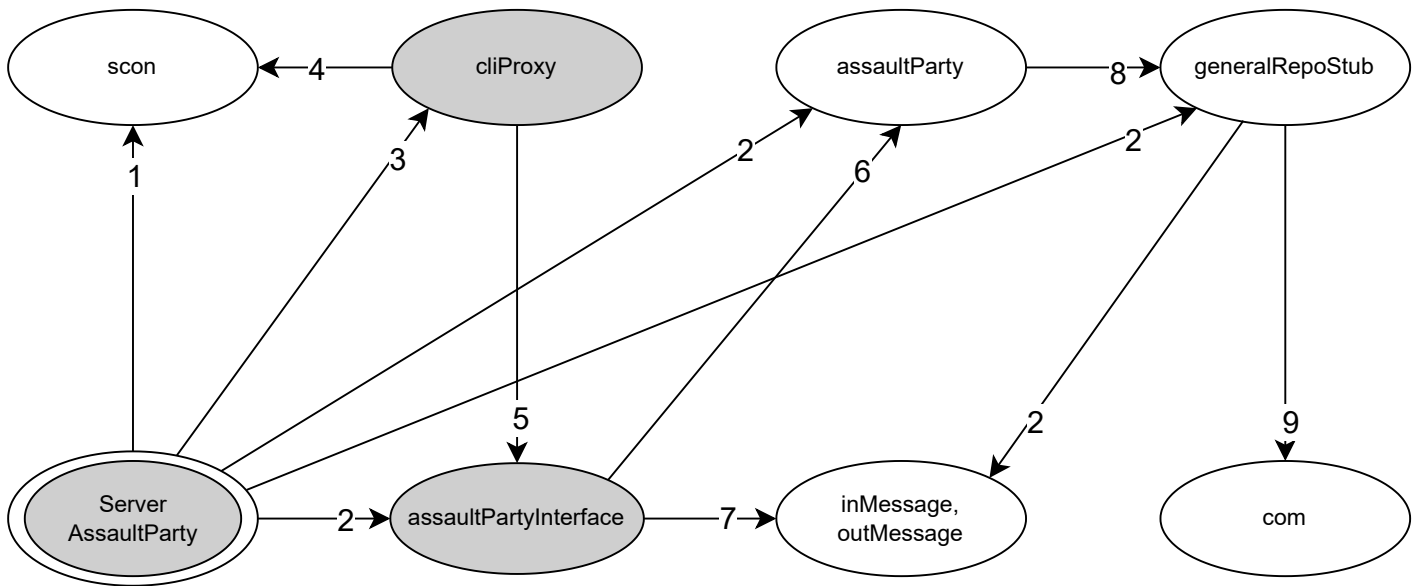 scon
4
cliProxy
assaultParty
8
generalRepoStub
1
3
2
6
2
5
2
9
Server
AssaultParty
2
assaultPartyInterface
7
inMessage,
outMessage
com